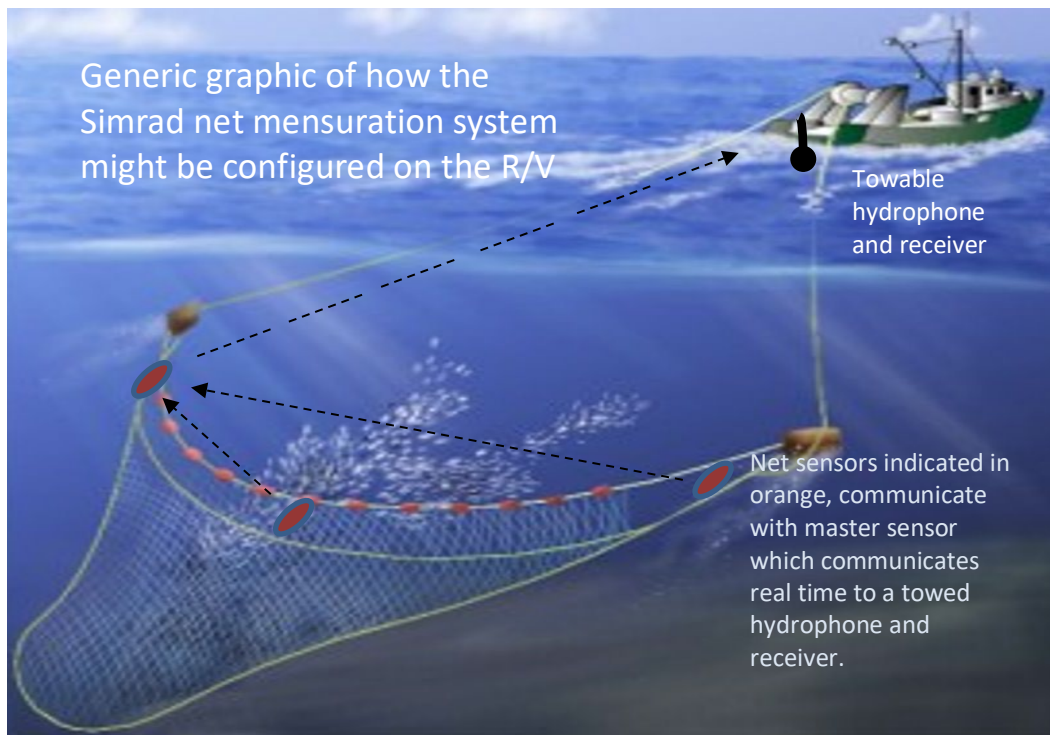 Generic graphic of how the
Simrad net mensuration system
might be configured on the R/V
Towable
hydrophone
and receiver
Net sensors indicated in
orange, communicate
with master sensor
which communicates
real time to a towed
hydrophone and
receiver.